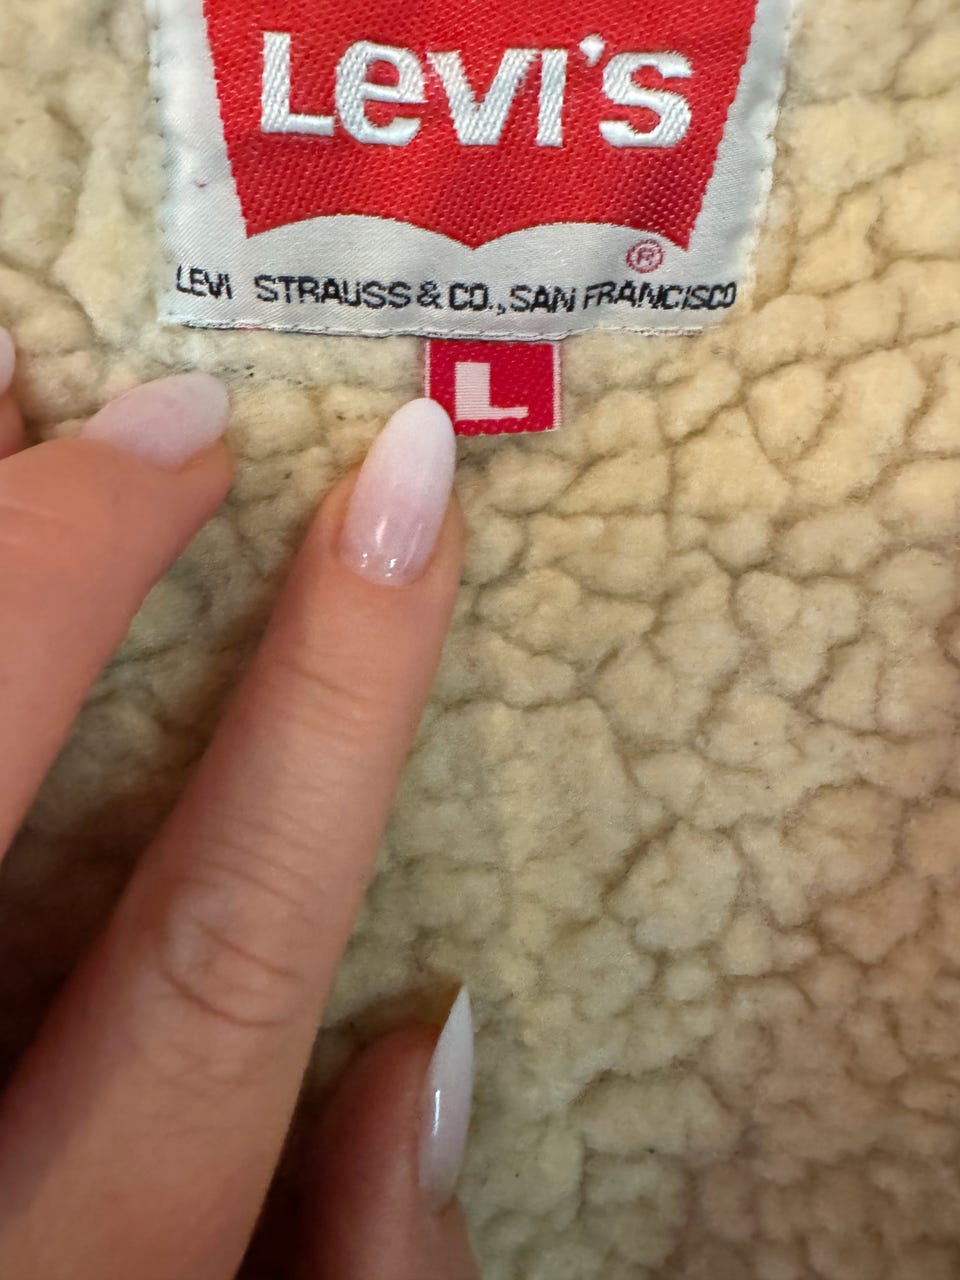 Levi's
®
LEVI STRAUSS & CO., SAN FRANCISCO
L